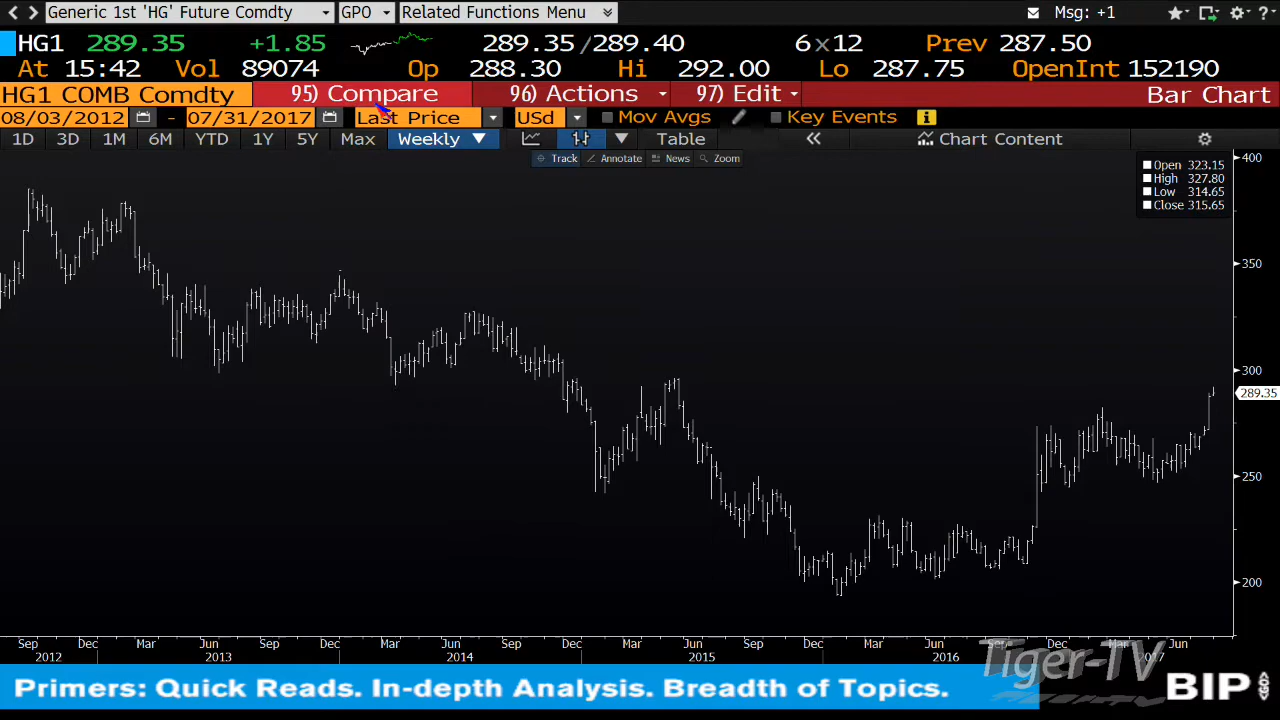 Generic 1st 'HG' Future Comdty GPO Related Functions Menu Msg: +1
HG1 289.35 +1.85 289.35 / 289.40 6 x 12 Prev 287.50
At 15:42 Vol 89074 Op 288.30 Hi 292.00 Lo 287.75 OpenInt 152190
HG1 COMB Comdty 95) Compare 96) Actions 97) Edit Bar Chart
08/03/2012 - 07/31/2017 Last Price USd Mov Avgs Key Events
1D 3D 1M 6M YTD 1Y 5Y Max Weekly Table Chart Content
Track Annotate News Zoom
Open 323.15
High 327.80
Low 314.65
Close 315.65
400
350
300
289.35
250
200
Sep Dec Mar Jun Sep Dec Mar Jun Sep Dec Mar Jun Sep Dec Mar Jun Sep Dec Mar Jun
2012 2013 2014 2015 2016 2017
Tiger-TV
Primers: Quick Reads. In-depth Analysis. Breadth of Topics.
BIP